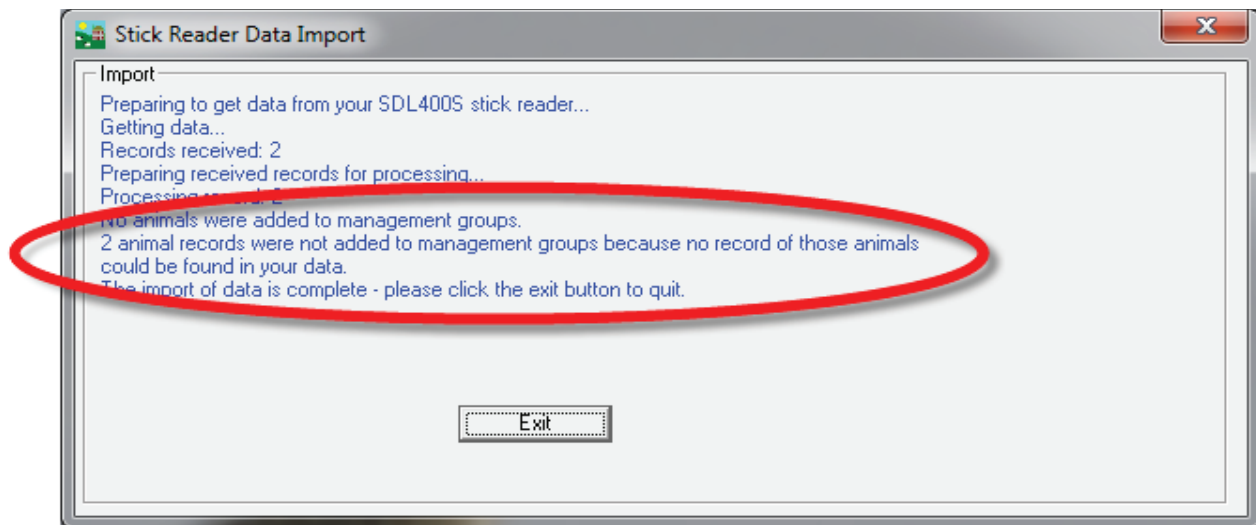 Stick Reader Data Import
Import
Preparing to get data from your SDL400S stick reader...
Getting data...
Records received: 2
Preparing received records for processing...
Processing record: 2
No animals were added to management groups.
2 animal records were not added to management groups because no record of those animals
could be found in your data.
The import of data is complete - please click the exit button to quit.
Exit